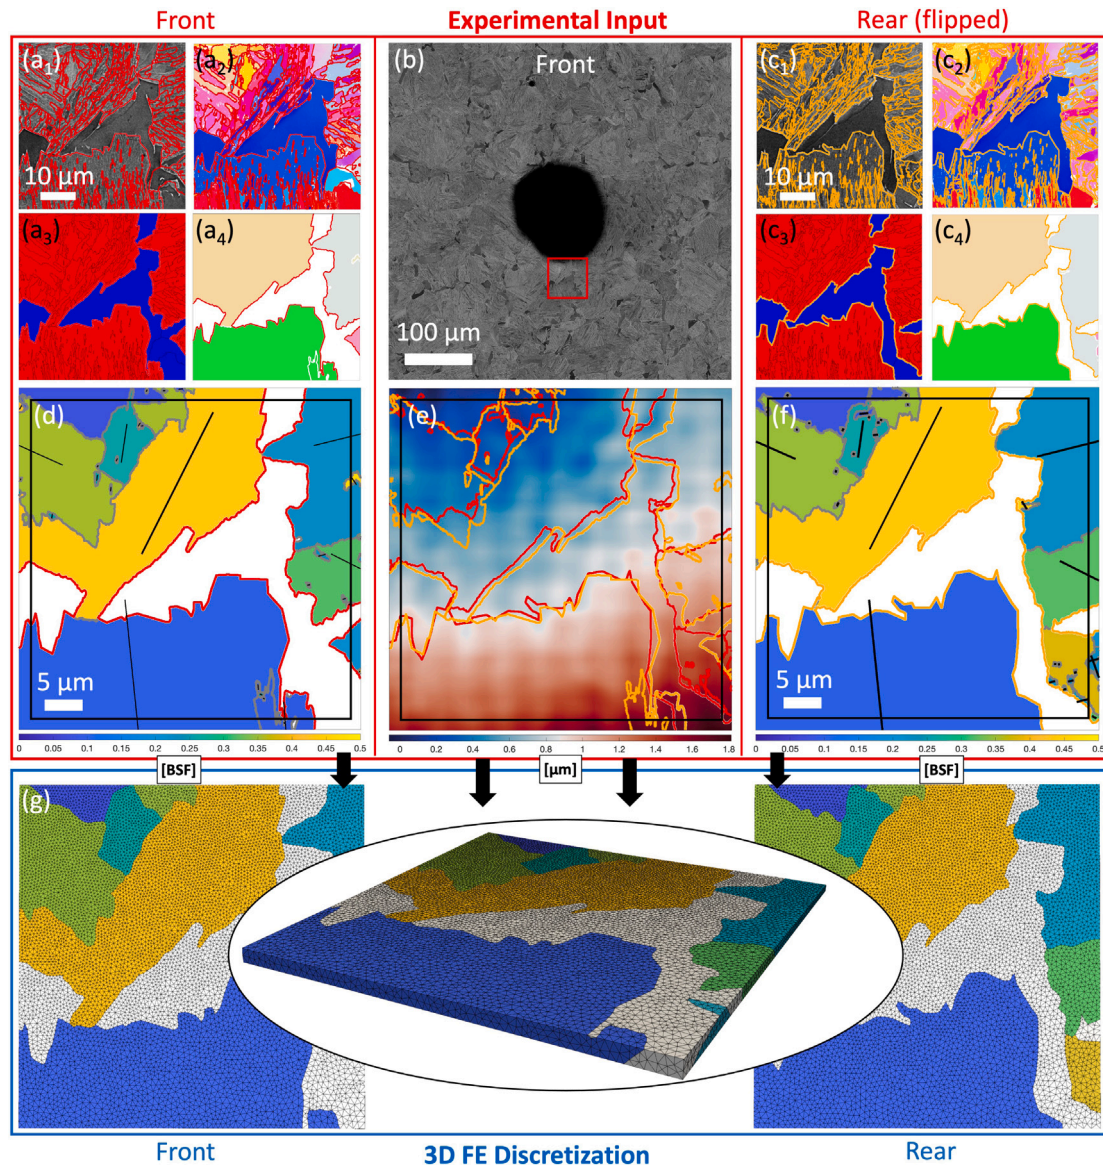 Front
Experimental Input
Rear (flipped)
(a1)
10 µm
(a2)
(b)
Front
100 µm
(c1)
10 µm
(c2)
(a3)
(a4)
(c3)
(c4)
(d)
5 µm
(e)
(f)
5 µm
0 0.05 0.1 0.15 0.2 0.25 0.3 0.35 0.4 0.45 0.5
0 0.2 0.4 0.6 0.8 1 1.2 1.4 1.6 1.8
0 0.05 0.1 0.15 0.2 0.25 0.3 0.35 0.4 0.45 0.5
[BSF]
[µm]
[BSF]
(g)
Front
3D FE Discretization
Rear